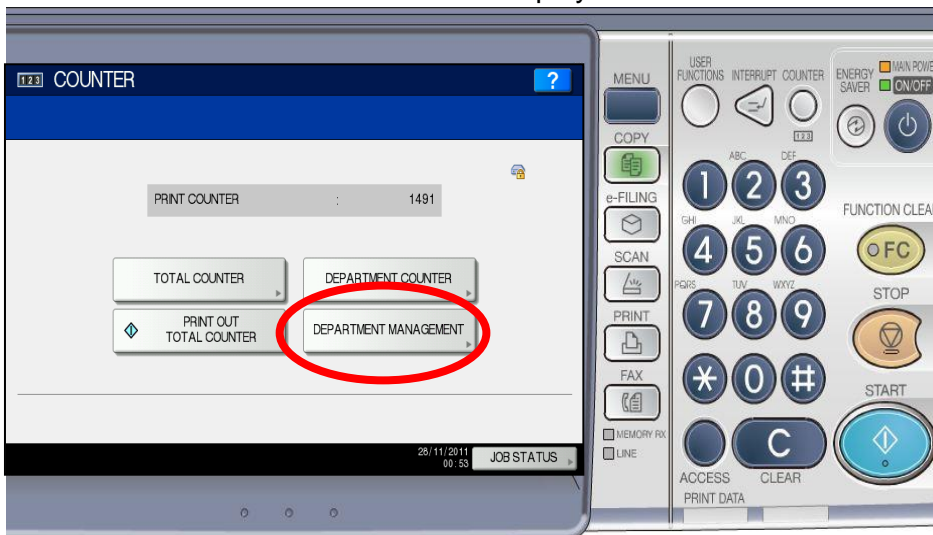 123 COUNTER
?
PRINT COUNTER : 1491
TOTAL COUNTER
DEPARTMENT COUNTER
PRINT OUT
TOTAL COUNTER
DEPARTMENT MANAGEMENT
28/11/2011
00:53
JOB STATUS
MENU
COPY
e-FILING
SCAN
PRINT
FAX
MEMORY RX
LINE
USER
FUNCTIONS
INTERRUPT
COUNTER
123
ENERGY
SAVER
MAIN POWE
ON/OFF
ABC
DEF
1
2
3
GHI
JKL
MNO
4
5
6
PQRS
TUV
WXYZ
7
8
9
*
0
#
ACCESS
C
CLEAR
PRINT DATA
FUNCTION CLEA
FC
STOP
START